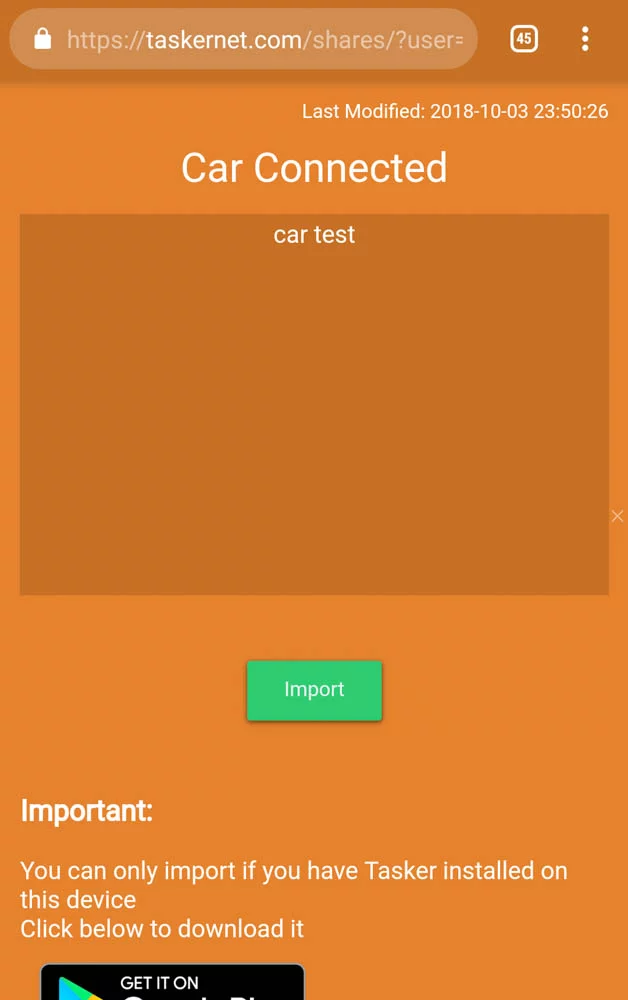 https://taskernet.com/shares/?user=
45
Last Modified: 2018-10-03 23:50:26
Car Connected
car test
Import
Important:
You can only import if you have Tasker installed on
this device
Click below to download it
GET IT ON